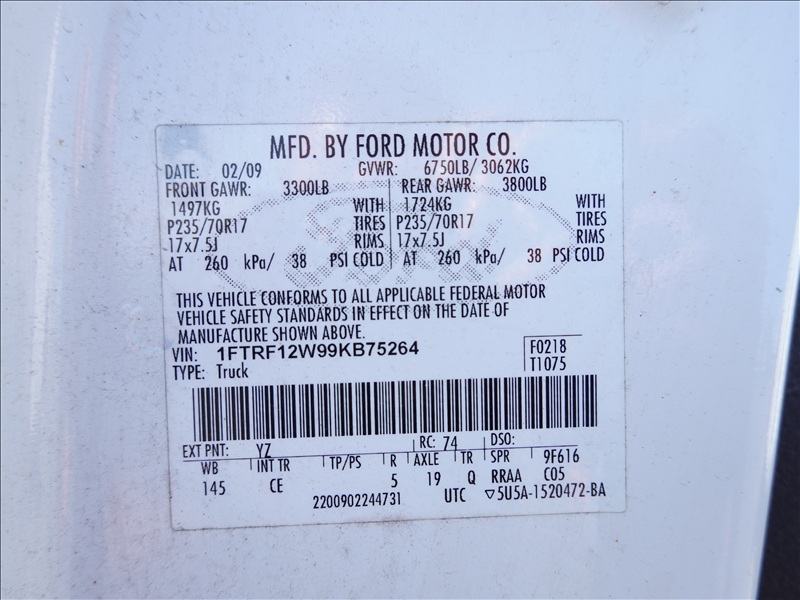 MFD. BY FORD MOTOR CO.
DATE: 02/09 GVWR: 6750LB/ 3062KG
FRONT GAWR: 3300LB REAR GAWR: 3800LB
1497KG WITH 1724KG WITH
P235/70R17 TIRES P235/70R17 TIRES
17x7.5J RIMS 17x7.5J RIMS
AT 260 kPa/ 38 PSI COLD AT 260 kPa/ 38 PSI COLD
THIS VEHICLE CONFORMS TO ALL APPLICABLE FEDERAL MOTOR
VEHICLE SAFETY STANDARDS IN EFFECT ON THE DATE OF
MANUFACTURE SHOWN ABOVE.
VIN: 1FTRF12W99KB75264 F0218
TYPE: Truck T1075
EXT PNT: YZ RC: 74 DSO:
WB INT TR TP/PS R AXLE TR SPR 9F616
145 CE 5 19 Q RRAA C05
2200902244731 UTC ▽5U5A-1520472-BA
Ford